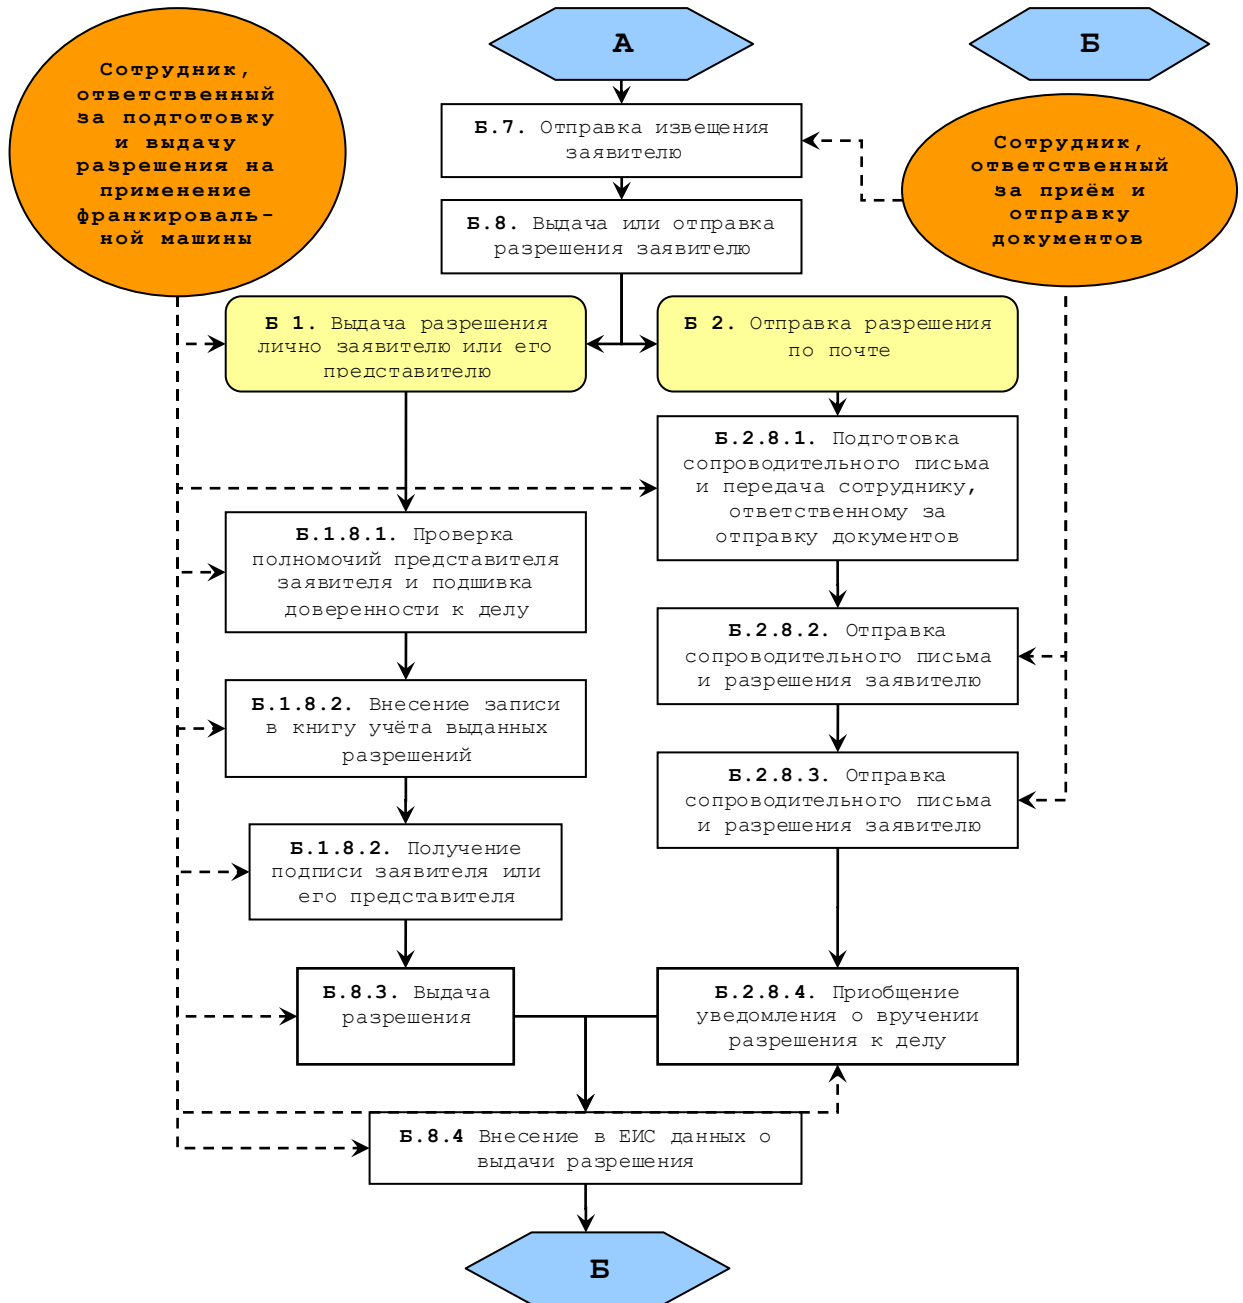 Сотрудник,
ответственный
за подготовку
и выдачу
разрешения на
применение
франкироваль-
ной машины
А
Б
Б.7. Отправка извещения
заявителю
Сотрудник,
ответственный
за приём и
отправку
документов
Б.8. Выдача или отправка
разрешения заявителю
Б 1. Выдача разрешения
лично заявителю или его
представителю
Б 2. Отправка разрешения
по почте
Б.2.8.1. Подготовка
сопроводительного письма
и передача сотруднику,
ответственному за
отправку документов
Б.1.8.1. Проверка
полномочий представителя
заявителя и подшивка
доверенности к делу
Б.2.8.2. Отправка
сопроводительного письма
и разрешения заявителю
Б.1.8.2. Внесение записи
в книгу учёта выданных
разрешений
Б.2.8.3. Отправка
сопроводительного письма
и разрешения заявителю
Б.1.8.2. Получение
подписи заявителя или
его представителя
Б.8.3. Выдача
разрешения
Б.2.8.4. Приобщение
уведомления о вручении
разрешения к делу
Б.8.4 Внесение в ЕИС данных о
выдачи разрешения
Б